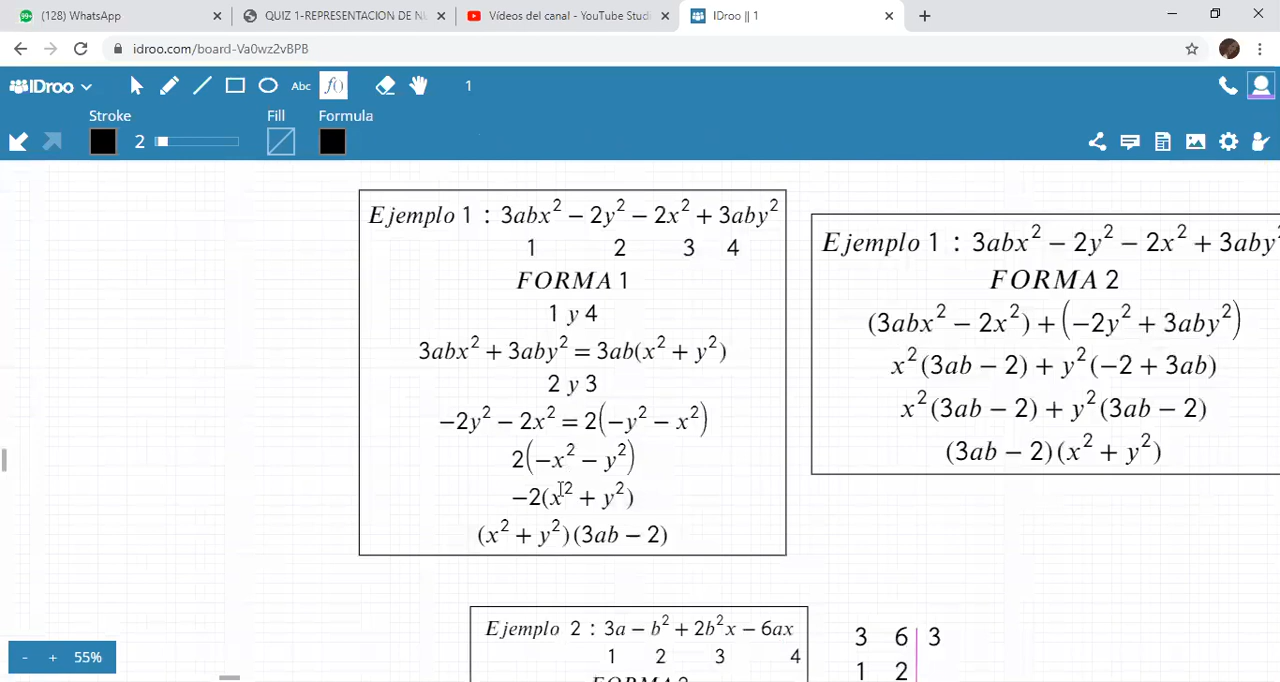 (128) WhatsApp
QUIZ 1-REPRESENTACION DE
Vídeos del canal - YouTube Studi
IDroo || 1
idroo.com/board-Va0wz2vBPB
IDroo
Abc
f()
1
Stroke
2
Fill
Formula
Ejemplo 1 : 3abx² − 2y² − 2x² + 3aby²
1 2 3 4
FORMA 1
1 y 4
3abx² + 3aby² = 3ab(x² + y²)
2 y 3
−2y² − 2x² = 2(−y² − x²)
2(−x² − y²)
−2(x² + y²)
(x² + y²)(3ab − 2)
Ejemplo 1 : 3abx² − 2y² − 2x² + 3aby²
FORMA 2
(3abx² − 2x²) + (−2y² + 3aby²)
x²(3ab − 2) + y²(−2 + 3ab)
x²(3ab − 2) + y²(3ab − 2)
(3ab − 2)(x² + y²)
Ejemplo 2 : 3a − b² + 2b²x − 6ax
1 2 3 4
3 6 3
1 2
- + 55%